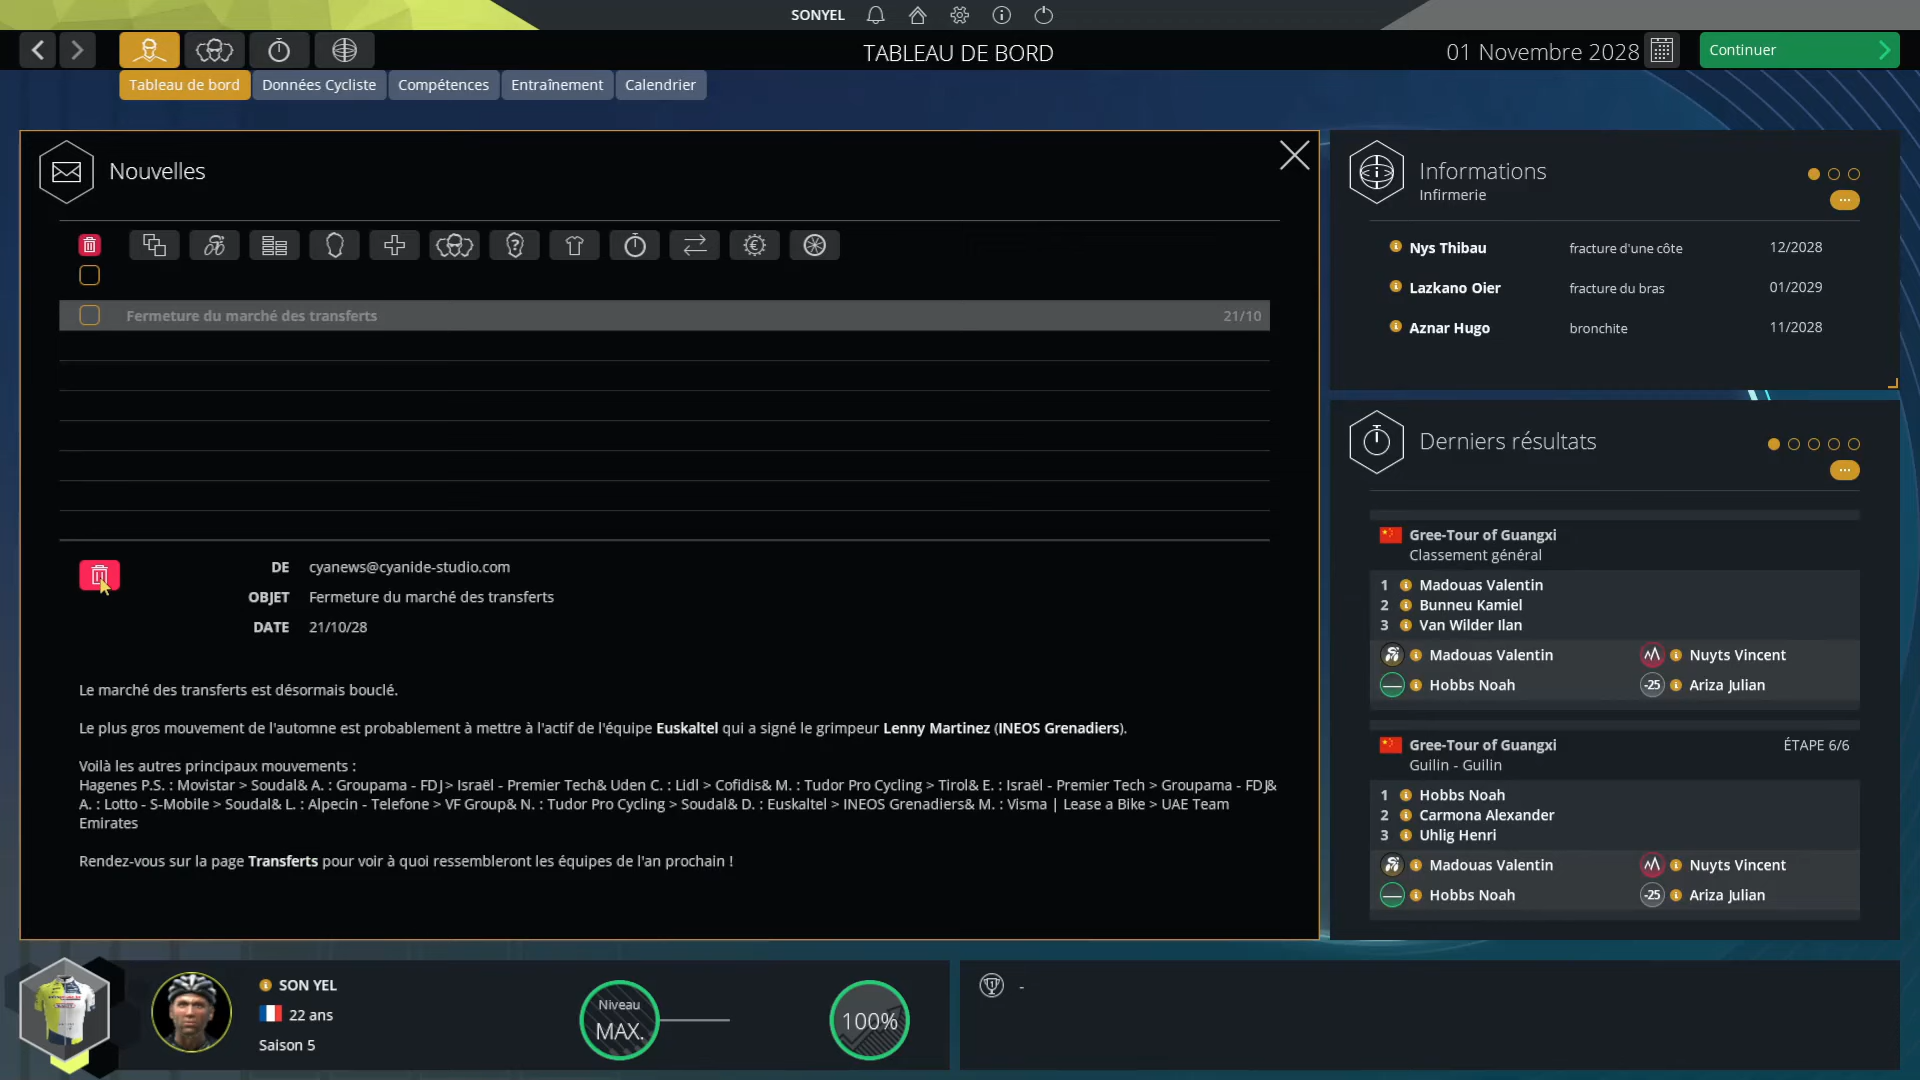 SONYEL
TABLEAU DE BORD
01 Novembre 2028
Continuer
Tableau de bord
Données Cycliste
Compétences
Entraînement
Calendrier
Nouvelles
Fermeture du marché des transferts 21/10
DE cyanews@cyanide-studio.com
OBJET Fermeture du marché des transferts
DATE 21/10/28
Le marché des transferts est désormais bouclé.
Le plus gros mouvement de l'automne est probablement à mettre à l'actif de l'équipe Euskaltel qui a signé le grimpeur Lenny Martinez (INEOS Grenadiers).
Voilà les autres principaux mouvements :
Hagenes P.S. : Movistar > Soudal& A. : Groupama - FDJ > Israël - Premier Tech& Uden C. : Lidl > Cofidis& M. : Tudor Pro Cycling > Tirol& E. : Israël - Premier Tech > Groupama - FDJ&
A. : Lotto - S-Mobile > Soudal& L. : Alpecin - Telefone > VF Group& N. : Tudor Pro Cycling > Soudal& D. : Euskaltel > INEOS Grenadiers& M. : Visma | Lease a Bike > UAE Team
Emirates
Rendez-vous sur la page Transferts pour voir à quoi ressembleront les équipes de l'an prochain !
Informations
Infirmerie
Nys Thibau fracture d'une côte 12/2028
Lazkano Oier fracture du bras 01/2029
Aznar Hugo bronchite 11/2028
Derniers résultats
Gree-Tour of Guangxi
Classement général
1 Madouas Valentin
2 Bunneu Kamiel
3 Van Wilder Ilan
Madouas Valentin Nuyts Vincent
Hobbs Noah -25 Ariza Julian
Gree-Tour of Guangxi ÉTAPE 6/6
Guilin - Guilin
1 Hobbs Noah
2 Carmona Alexander
3 Uhlig Henri
Madouas Valentin Nuyts Vincent
Hobbs Noah -25 Ariza Julian
SON YEL
22 ans
Saison 5
Niveau
MAX.
100%
-